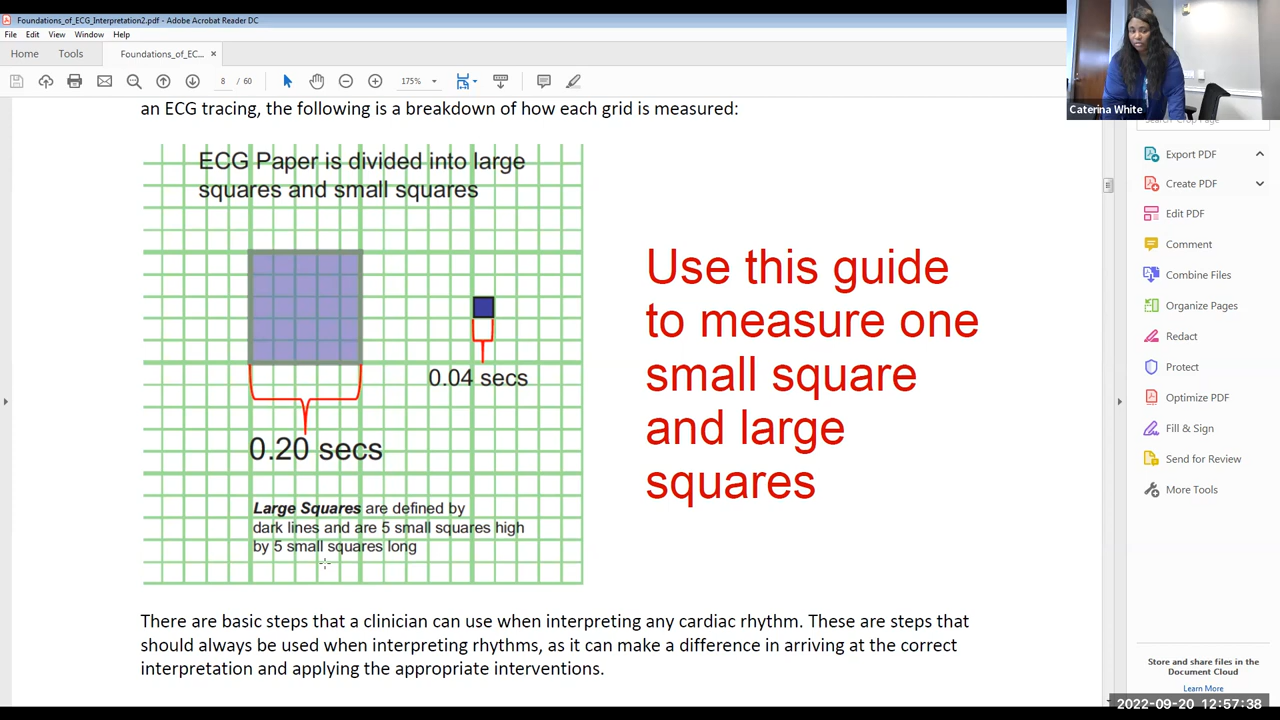 Foundations_of_ECG_Interpretation2.pdf - Adobe Acrobat Reader DC
File Edit View Window Help
Home Tools Foundations_of_EC... ×
8 / 60 175%
Caterina White
an ECG tracing, the following is a breakdown of how each grid is measured:
ECG Paper is divided into large
squares and small squares
0.04 secs
0.20 secs
Large Squares are defined by
dark lines and are 5 small squares high
by 5 small squares long
Use this guide
to measure one
small square
and large
squares
There are basic steps that a clinician can use when interpreting any cardiac rhythm. These are steps that
should always be used when interpreting rhythms, as it can make a difference in arriving at the correct
interpretation and applying the appropriate interventions.
Export PDF
Create PDF
Edit PDF
Comment
Combine Files
Organize Pages
Redact
Protect
Optimize PDF
Fill & Sign
Send for Review
More Tools
Store and share files in the
Document Cloud
Learn More
2022-09-20 12:57:38